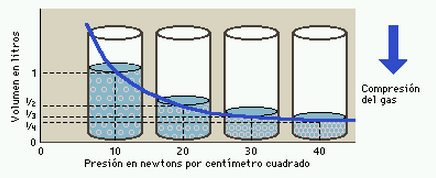 Volumen en litros
1
1/2
1/3
1/4
0
0 10 20 30 40
Presión en newtons por centímetro cuadrado
Compresión
del gas